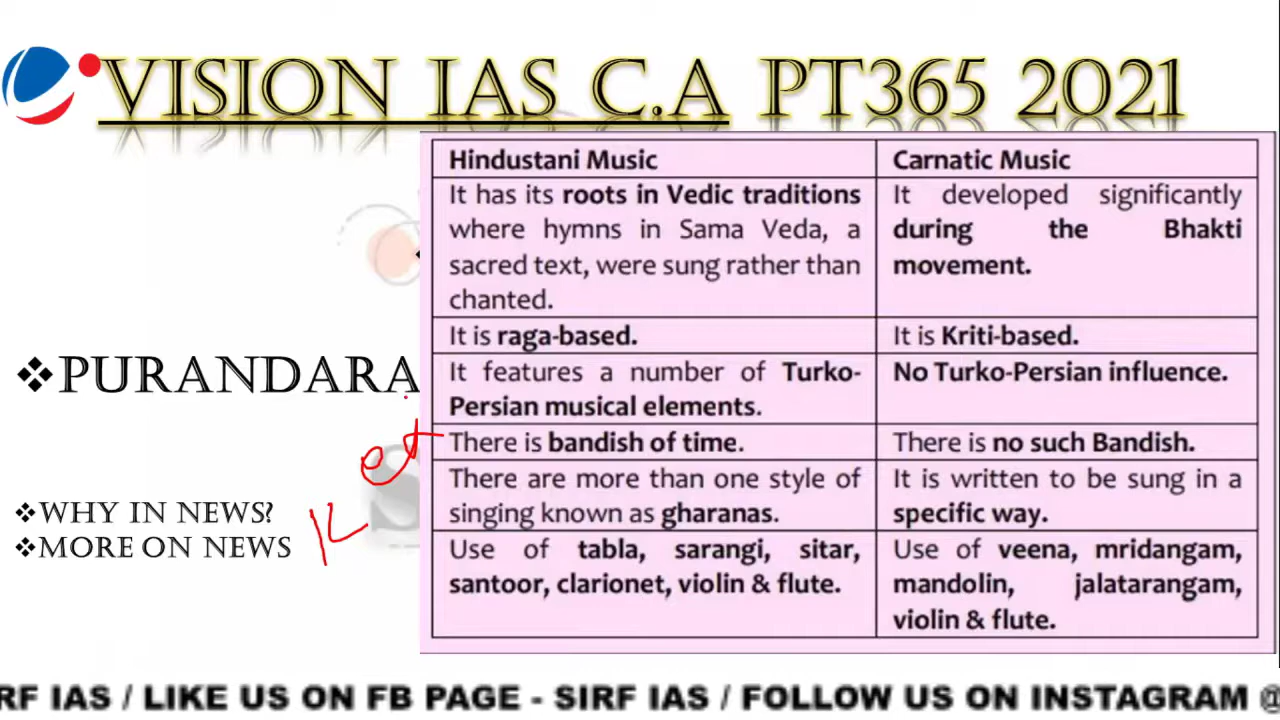 VISION IAS C.A PT365 2021
Hindustani Music
Carnatic Music
It has its roots in Vedic traditions
where hymns in Sama Veda, a
sacred text, were sung rather than
chanted.
It developed significantly
during the Bhakti
movement.
It is raga-based.
It is Kriti-based.
❖PURANDARA
It features a number of Turko-
Persian musical elements.
No Turko-Persian influence.
There is bandish of time.
There is no such Bandish.
There are more than one style of
singing known as gharanas.
It is written to be sung in a
specific way.
❖WHY IN NEWS?
❖MORE ON NEWS
Use of tabla, sarangi, sitar,
santoor, clarionet, violin & flute.
Use of veena, mridangam,
mandolin, jalatarangam,
violin & flute.
RF IAS / LIKE US ON FB PAGE - SIRF IAS / FOLLOW US ON INSTAGRAM @